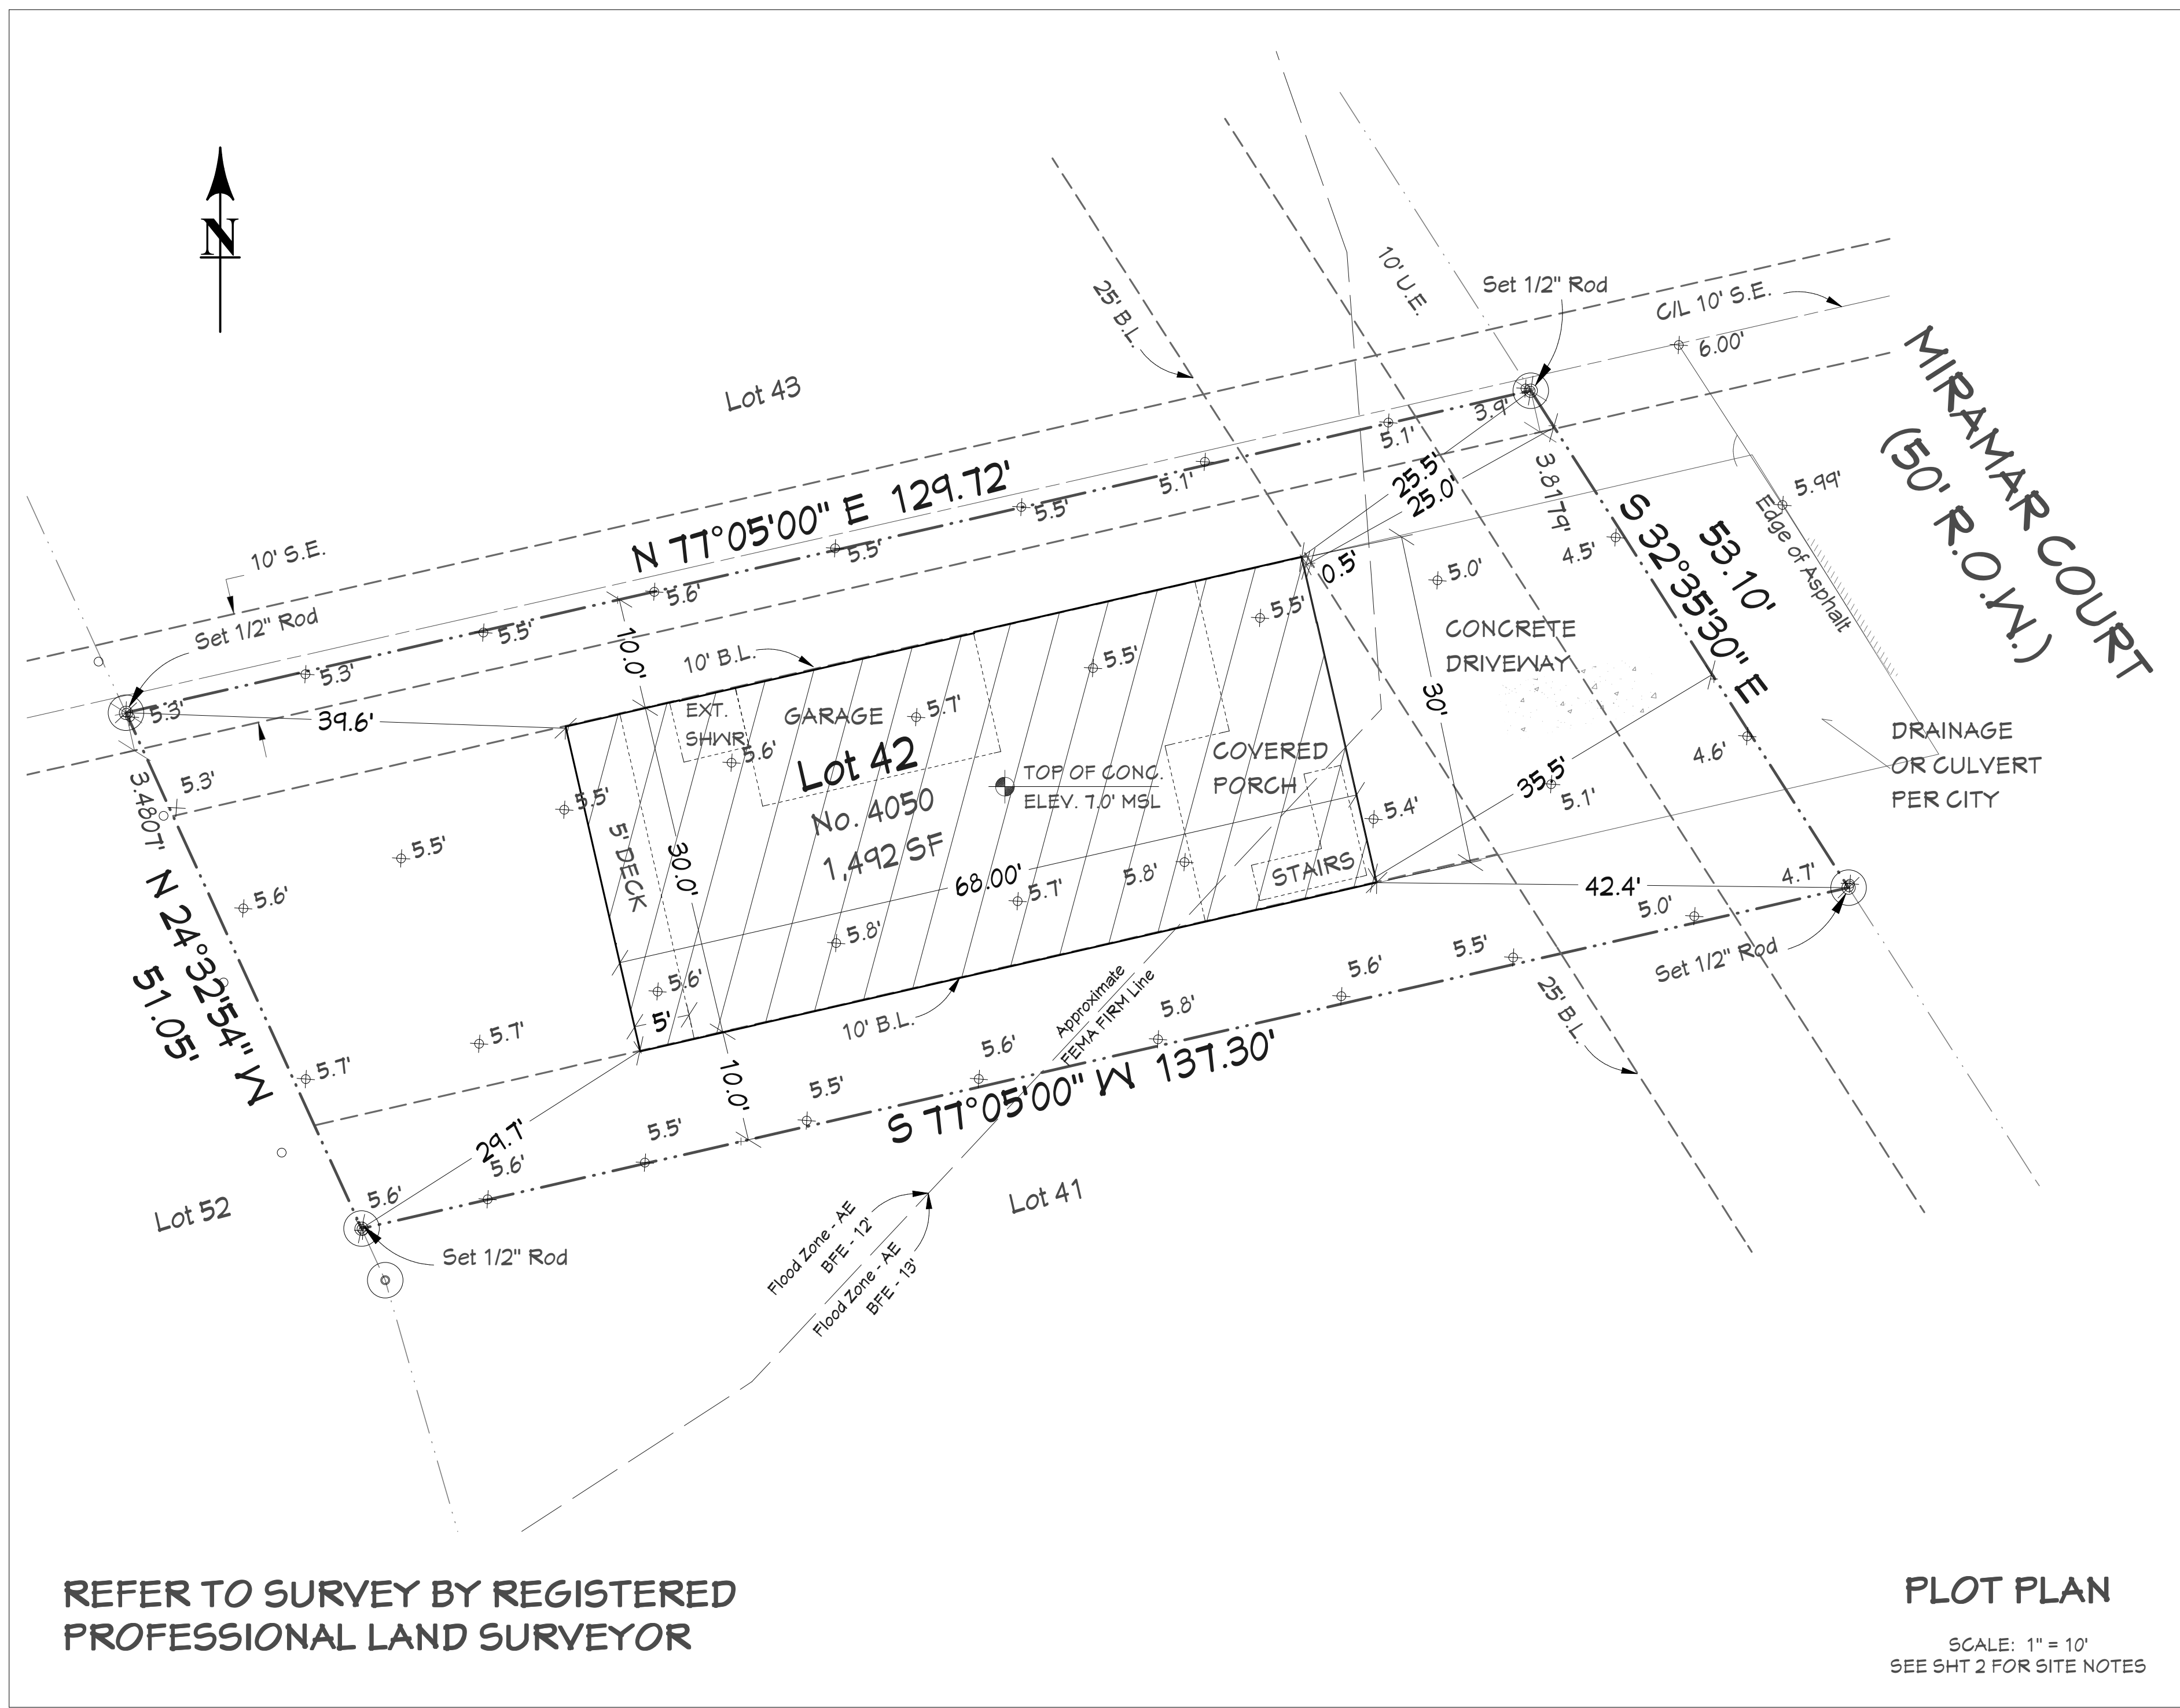 N
25' B.L.
10' U.E.
Set 1/2" Rod
C/L 10' S.E.
6.00'
MIRAMAR COURT
(50' R.O.W.)
Lot 43
3.9'
5.1'
5.1'
25.5'
25.0'
3.8179'
5.99'
Edge of Asphalt
N 77°05'00" E 129.72'
5.5'
5.5'
5.6'
5.5'
5.3'
5.3'
10' S.E.
Set 1/2" Rod
S 32°35'30" E
53.10'
4.5'
5.0'
0.5'
5.5'
CONCRETE
DRIVEWAY
10.0'
10' B.L.
39.6'
EXT.
SHWR
5.6'
GARAGE
5.7'
5.5'
Lot 42
No. 4050
1,492 SF
TOP OF CONC.
ELEV. 7.0' MSL
COVERED
PORCH
30'
35.5'
5.1'
4.6'
DRAINAGE
OR CULVERT
PER CITY
5.3'
3.4807'
5.5'
5.5'
5.6'
5' DECK
30.0'
68.00'
5.7'
5.8'
5.8'
STAIRS
5.4'
42.4'
4.7'
5.0'
Set 1/2" Rod
N 24°32'54" W
51.05'
5.6'
5'
5.7'
5.7'
10' B.L.
10.0'
Approximate
FEMA FIRM Line
5.8'
5.6'
5.5'
25' B.L.
S 77°05'00" W 137.30'
5.6'
5.5'
5.5'
5.6'
29.7'
5.6'
Lot 52
Set 1/2" Rod
Lot 41
Flood Zone - AE
BFE - 12'
Flood Zone - AE
BFE - 13'
REFER TO SURVEY BY REGISTERED
PROFESSIONAL LAND SURVEYOR
PLOT PLAN
SCALE: 1" = 10'
SEE SHT 2 FOR SITE NOTES